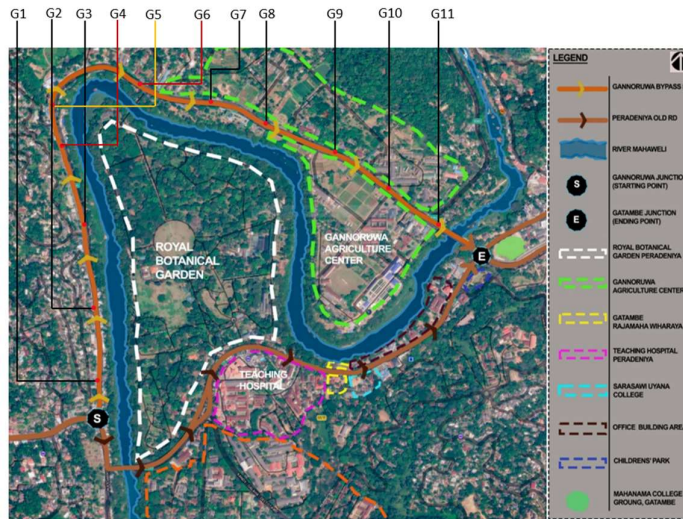 G1 G2 G3 G4 G5 G6 G7 G8 G9 G10 G11
ROYAL
BOTANICAL
GARDEN
GANNORUWA
AGRICULTURE
CENTER
TEACHING
HOSPITAL
S
E
LEGEND
GANNORUWA BYPASS
PERADENIYA OLD RD
RIVER MAHAWELI
S
GANNORUWA JUNCTION
(STARTING POINT)
E
GATAMBE JUNCTION
(ENDING POINT)
ROYAL BOTANICAL
GARDEN PERADENIYA
GANNORUWA
AGRICULTURE CENTER
GATAMBE
RAJAMAHA WIHARAYA
TEACHING HOSPITAL
PERADENIYA
SARASAWI UYANA
COLLEGE
OFFICE BUILDING AREA
CHILDRENS' PARK
MAHANAMA COLLEGE
GROUNG, GATAMBE